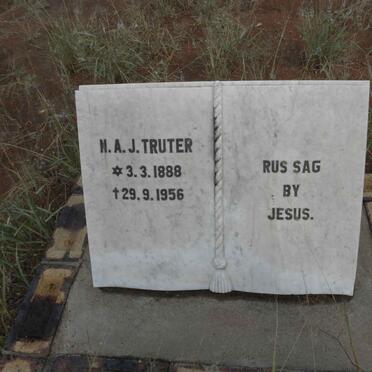 N.A.J. TRUTER
✡ 3.3.1888
✝ 29.9.1956
RUS SAG
BY
JESUS.